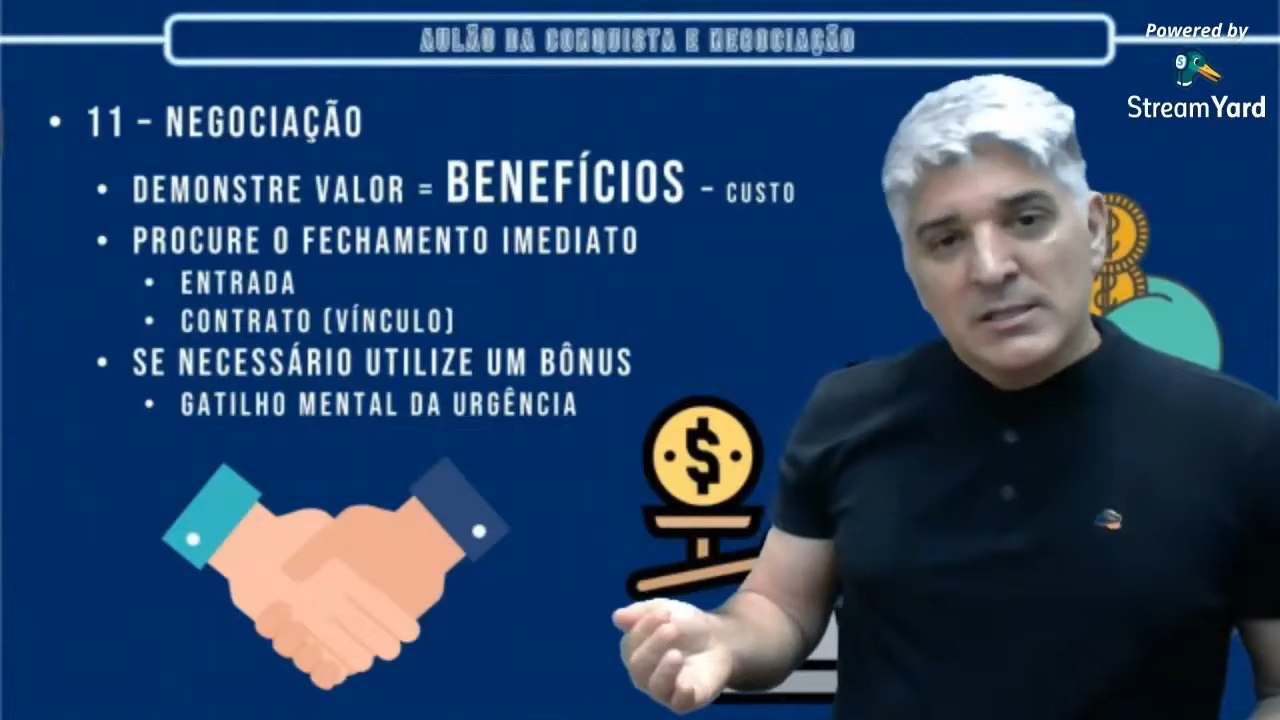 AULÃO DA CONQUISTA E NEGOCIAÇÃO
Powered by
StreamYard
• 11 - NEGOCIAÇÃO
• DEMONSTRE VALOR = BENEFÍCIOS - CUSTO
• PROCURE O FECHAMENTO IMEDIATO
• ENTRADA
• CONTRATO (VÍNCULO)
• SE NECESSÁRIO UTILIZE UM BÔNUS
• GATILHO MENTAL DA URGÊNCIA